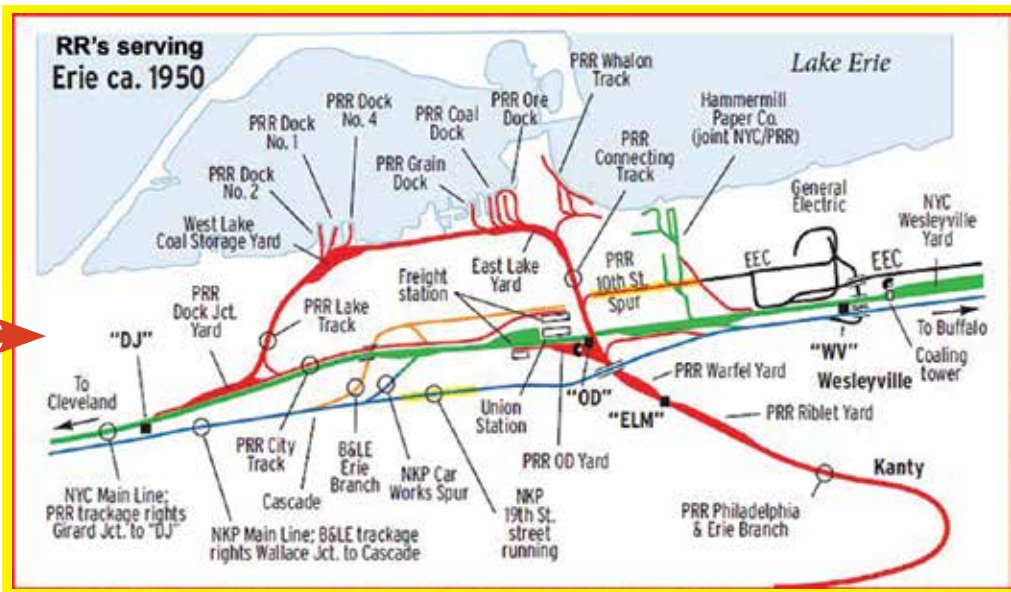 RR's serving
Erie ca. 1950
Lake Erie
PRR Whalon
Track
PRR Ore
Dock
PRR Coal
Dock
PRR Dock
No. 4
PRR Dock
No. 1
PRR Grain
Dock
PRR Dock
No. 2
PRR
Connecting
Track
Hammermill
Paper Co.
(joint NYC/PRR)
General
Electric
NYC
Wesleyville
Yard
West Lake
Coal Storage Yard
East Lake
Yard
Freight
station
PRR
10th St.
Spur
EEC
EEC
PRR
Dock Jct.
Yard
PRR Lake
Track
"DJ"
To Buffalo
"WV"
Wesleyville
Coaling
tower
To
Cleveland
PRR City
Track
Cascade
B&LE
Erie
Branch
NKP Car
Works Spur
Union
Station
"OD"
PRR OD Yard
"ELM"
PRR Warfel Yard
PRR Riblet Yard
Kanty
NYC Main Line;
PRR trackage rights
Girard Jct. to "DJ"
NKP Main Line; B&LE trackage
rights Wallace Jct. to Cascade
NKP
19th St.
street
running
PRR Philadelphia
& Erie Branch